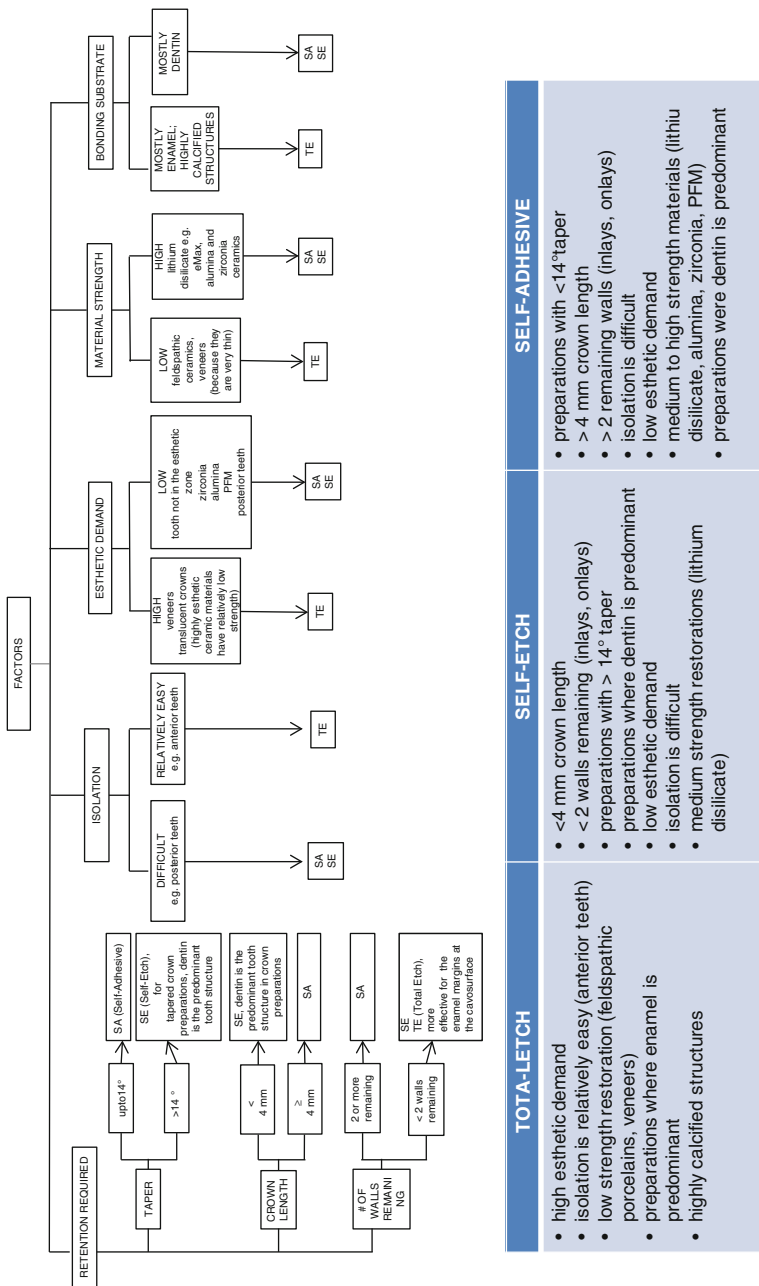 FACTORS
RETENTION REQUIRED
TAPER
upto14°
SA (Self-Adhesive)
>14 °
SE (Self-Etch),
for
tapered crown
preparations, dentin
is the predominant
tooth structure
CROWN
LENGTH
<
4 mm
SE, dentin is the
predominant tooth
structure in crown
preparations
≥
4 mm
SA
# OF
WALLS
REMAINI
NG
2 or more
remaining
SA
< 2 walls
remaining
SE
TE (Total Etch),
more
effective for the
enamel margins at
the cavosurface
ISOLATION
DIFFICULT
e.g. posterior teeth
SA
SE
RELATIVELY EASY
e.g. anterior teeth
TE
ESTHETIC DEMAND
HIGH
veneers
translucent crowns
(highly esthetic
ceramic materials
have relatively low
strength)
TE
LOW
tooth not in the esthetic
zone
zirconia
alumina
PFM
posterior teeth
SA
SE
MATERIAL STRENGTH
LOW
feldspathic
ceramics,
veneers
(because they
are very thin)
TE
HIGH
lithium
disilicate e.g.
eMax,
alumina and
zirconia
ceramics
SA
SE
BONDING SUBSTRATE
MOSTLY
ENAMEL;
HIGHLY
CALCIFIED
STRUCTURES
TE
MOSTLY
DENTIN
SA
SE
TOTA-LETCH
• high esthetic demand
• isolation is relatively easy (anterior teeth)
• low strength restoration (feldspathic
porcelains, veneers)
• preparations where enamel is
predominant
• highly calcified structures
SELF-ETCH
• <4 mm crown length
• < 2 walls remaining (inlays, onlays)
• preparations with > 14° taper
• preparations where dentin is predominant
• low esthetic demand
• isolation is difficult
• medium strength restorations (lithium
disilicate)
SELF-ADHESIVE
• preparations with <14°taper
• > 4 mm crown length
• > 2 remaining walls (inlays, onlays)
• isolation is difficult
• low esthetic demand
• medium to high strength materials (lithiu
disilicate, alumina, zirconia, PFM)
• preparations were dentin is predominant